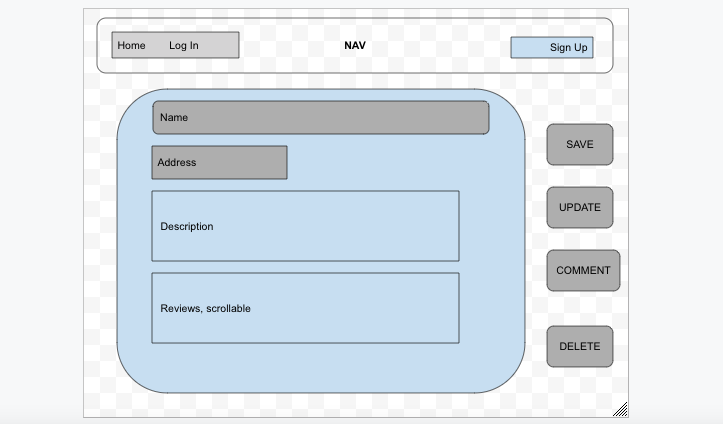 Home Log In NAV Sign Up
Name
SAVE
Address
UPDATE
Description
COMMENT
Reviews, scrollable
DELETE